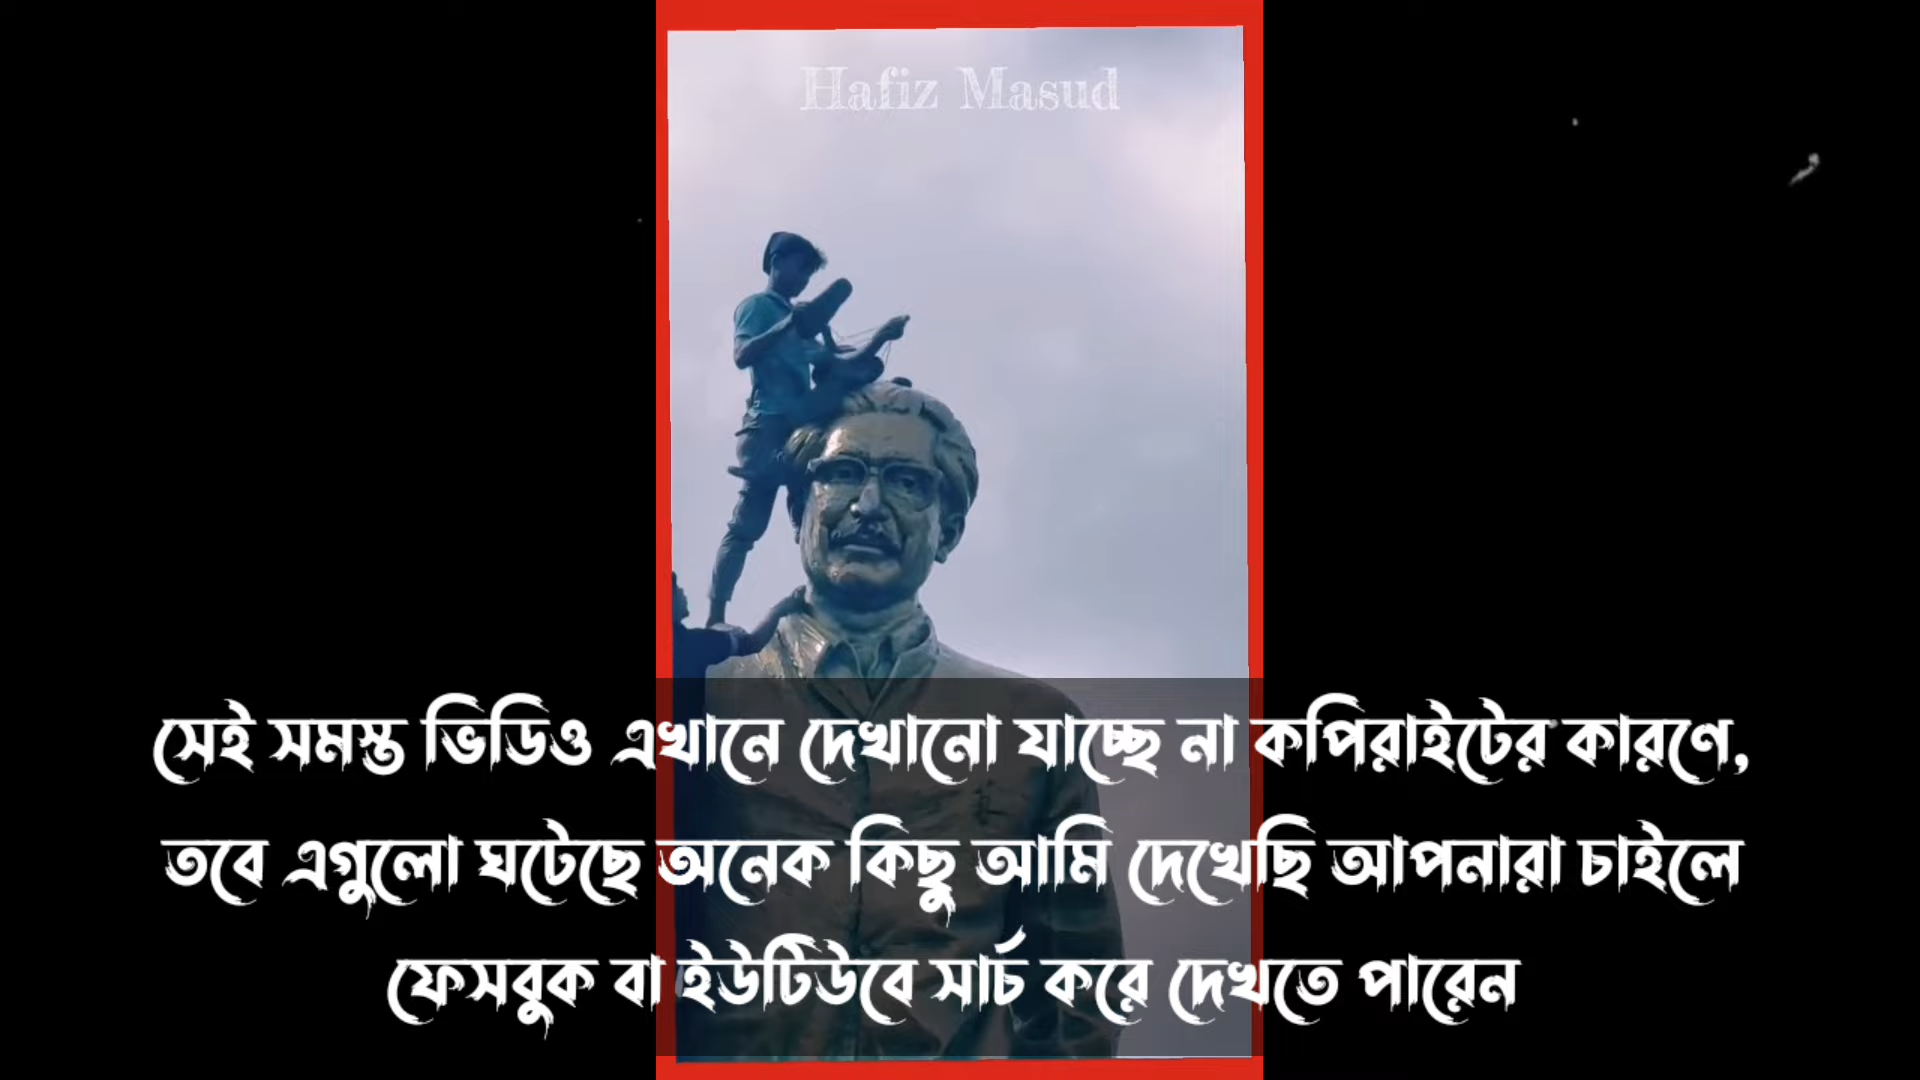 Hafiz Masud
সেই সমস্ত ভিডিও এখানে দেখানো যাচ্ছে না কপিরাইটের কারণে,
তবে এগুলো ঘটেছে অনেক কিছু আমি দেখেছি আপনারা চাইলে
ফেসবুক বা ইউটিউবে সার্চ করে দেখতে পারেন